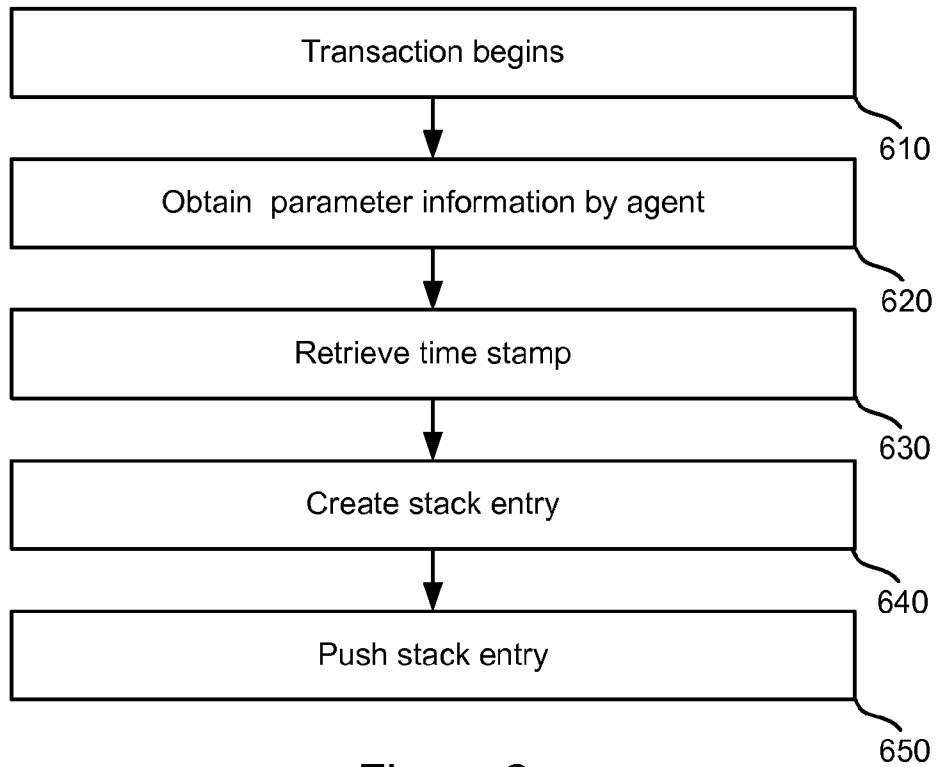 Transaction begins
610
Obtain parameter information by agent
620
Retrieve time stamp
630
Create stack entry
640
Push stack entry
650